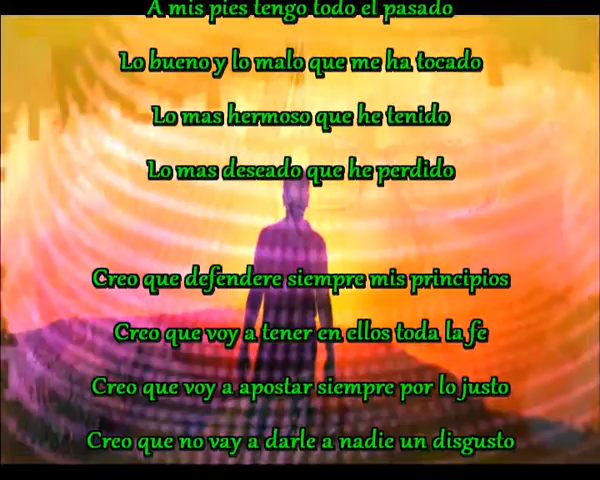 A mis pies tengo todo el pasado
Lo bueno y lo malo que me ha tocado
Lo mas hermoso que he tenido
Lo mas deseado que he perdido
Creo que defendere siempre mis principios
Creo que voy a tener en ellos toda la fe
Creo que voy a apostar siempre por lo justo
Creo que no vay a darle a nadie un disgusto